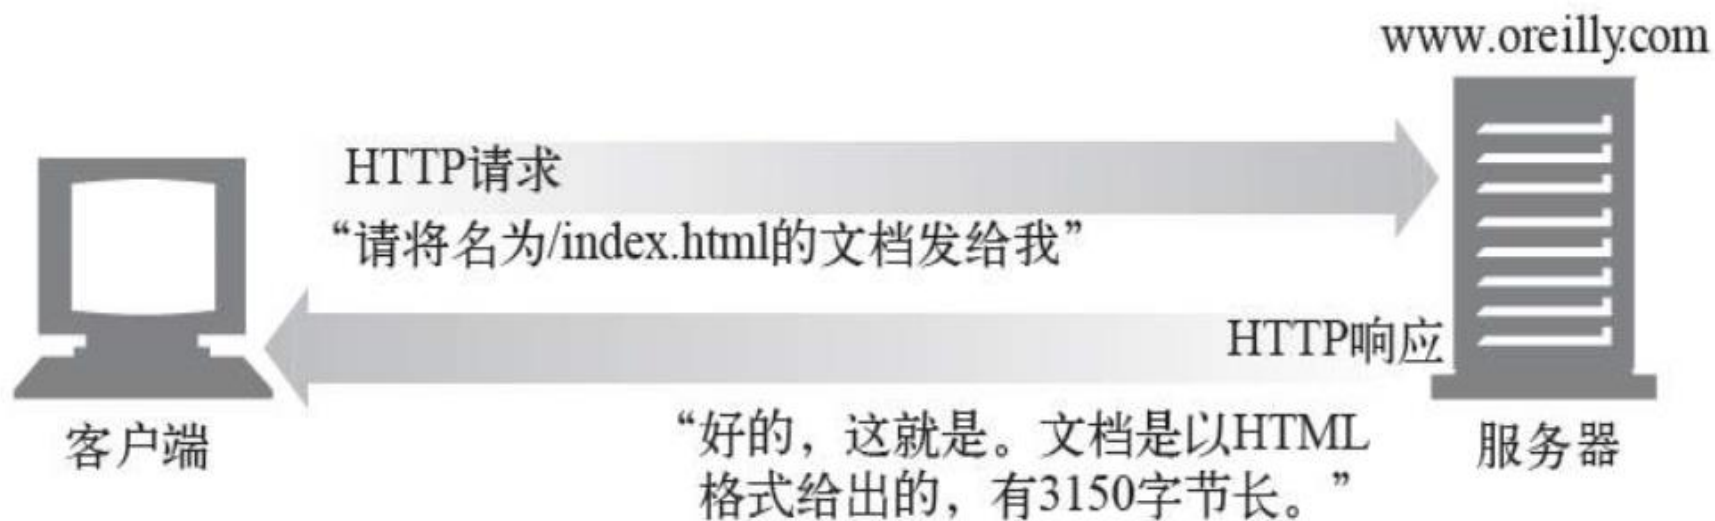 www.oreilly.com
HTTP请求
“请将名为/index.html的文档发给我”
HTTP响应
“好的，这就是。文档是以HTML
格式给出的，有3150字节长。”
客户端
服务器